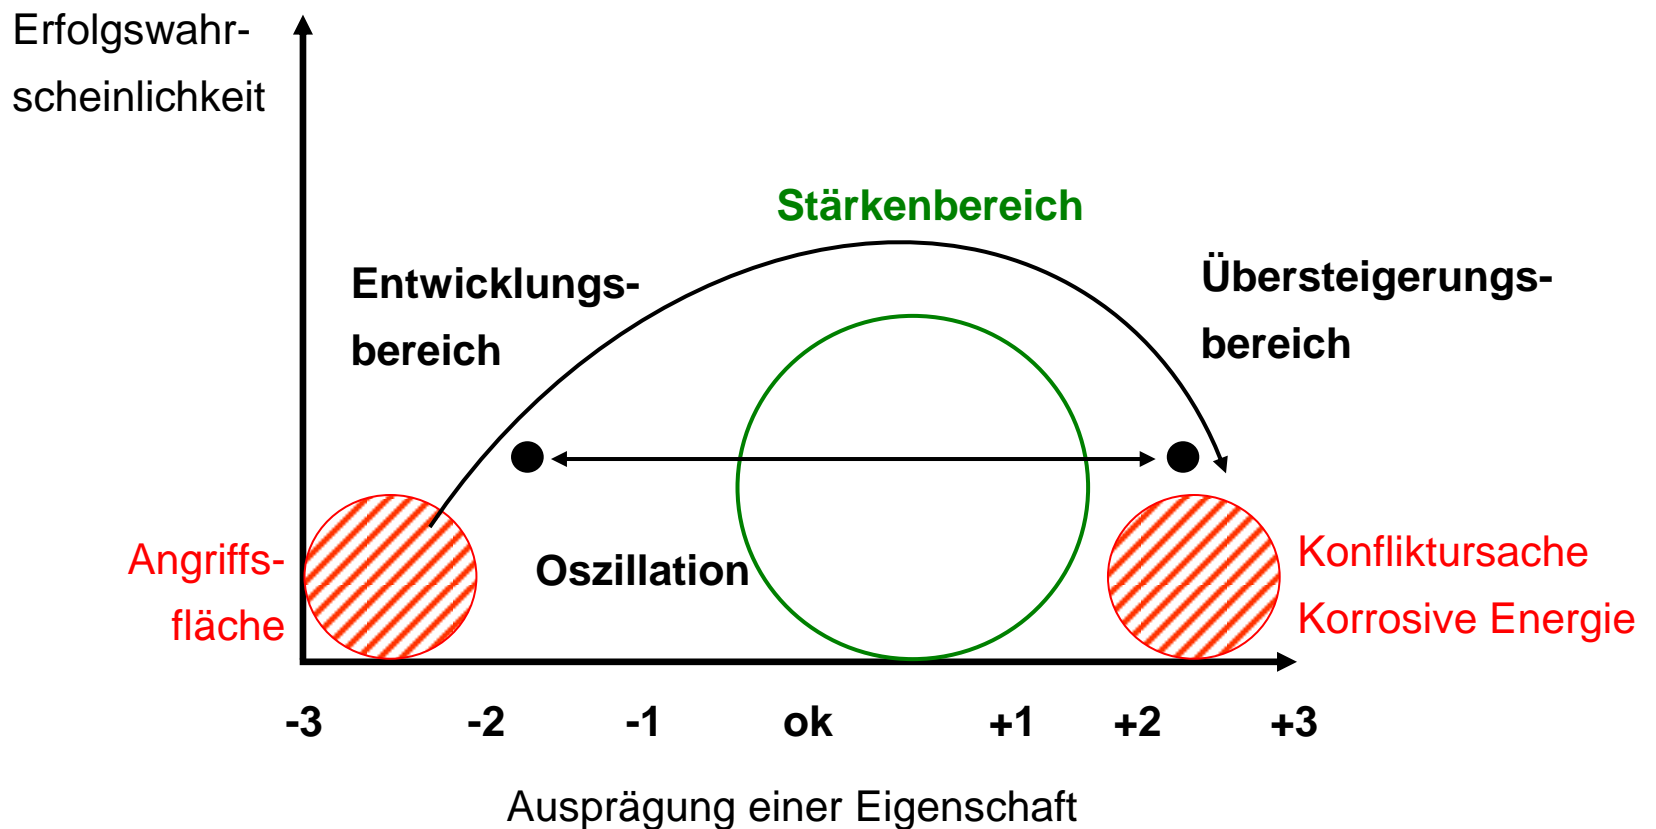 Erfolgswahr-
scheinlichkeit
Stärkenbereich
Entwicklungs-
bereich
Übersteigerungs-
bereich
Angriffs-
fläche
Oszillation
Konfliktursache
Korrosive Energie
-3 -2 -1 ok +1 +2 +3
Ausprägung einer Eigenschaft